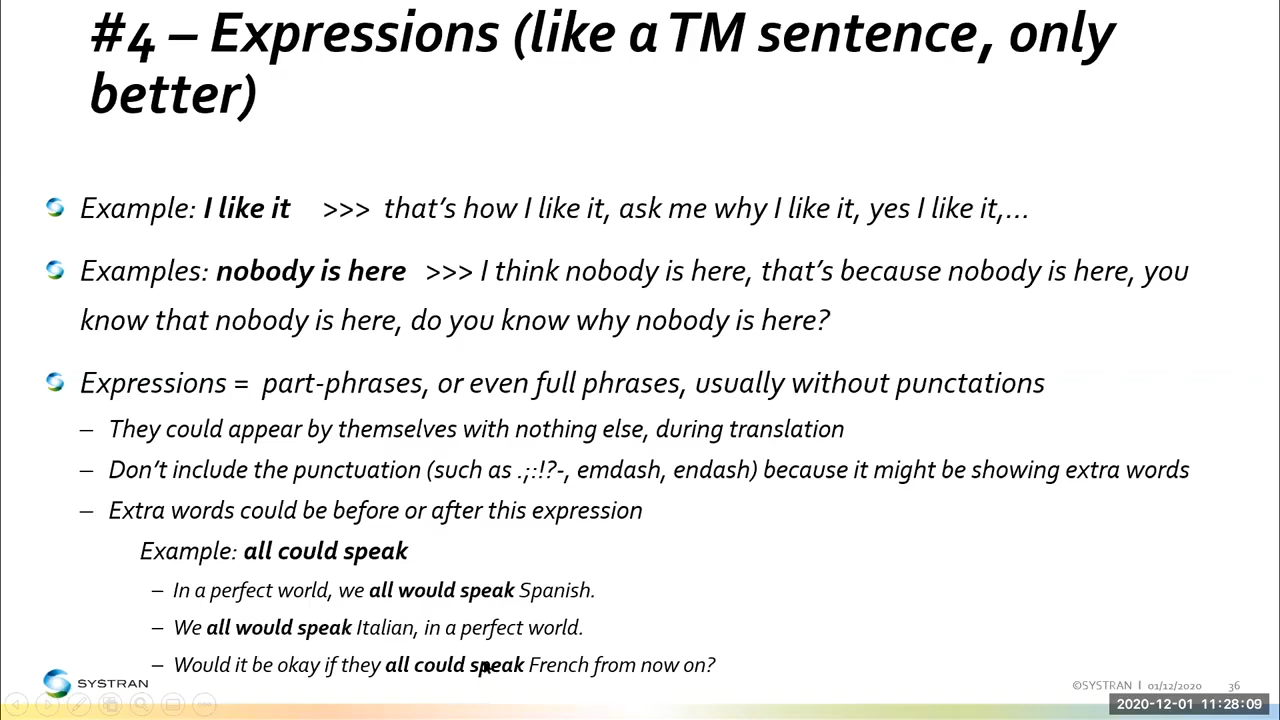 #4 – Expressions (like a TM sentence, only
better)
Example: I like it >>> that’s how I like it, ask me why I like it, yes I like it,…
Examples: nobody is here >>> I think nobody is here, that’s because nobody is here, you
know that nobody is here, do you know why nobody is here?
Expressions = part-phrases, or even full phrases, usually without punctations
– They could appear by themselves with nothing else, during translation
– Don’t include the punctuation (such as .;:!?-, emdash, endash) because it might be showing extra words
– Extra words could be before or after this expression
Example: all could speak
– In a perfect world, we all would speak Spanish.
– We all would speak Italian, in a perfect world.
– Would it be okay if they all could speak French from now on?
SYSTRAN
©SYSTRAN | 01/12/2020 36
2020-12-01 11:28:09